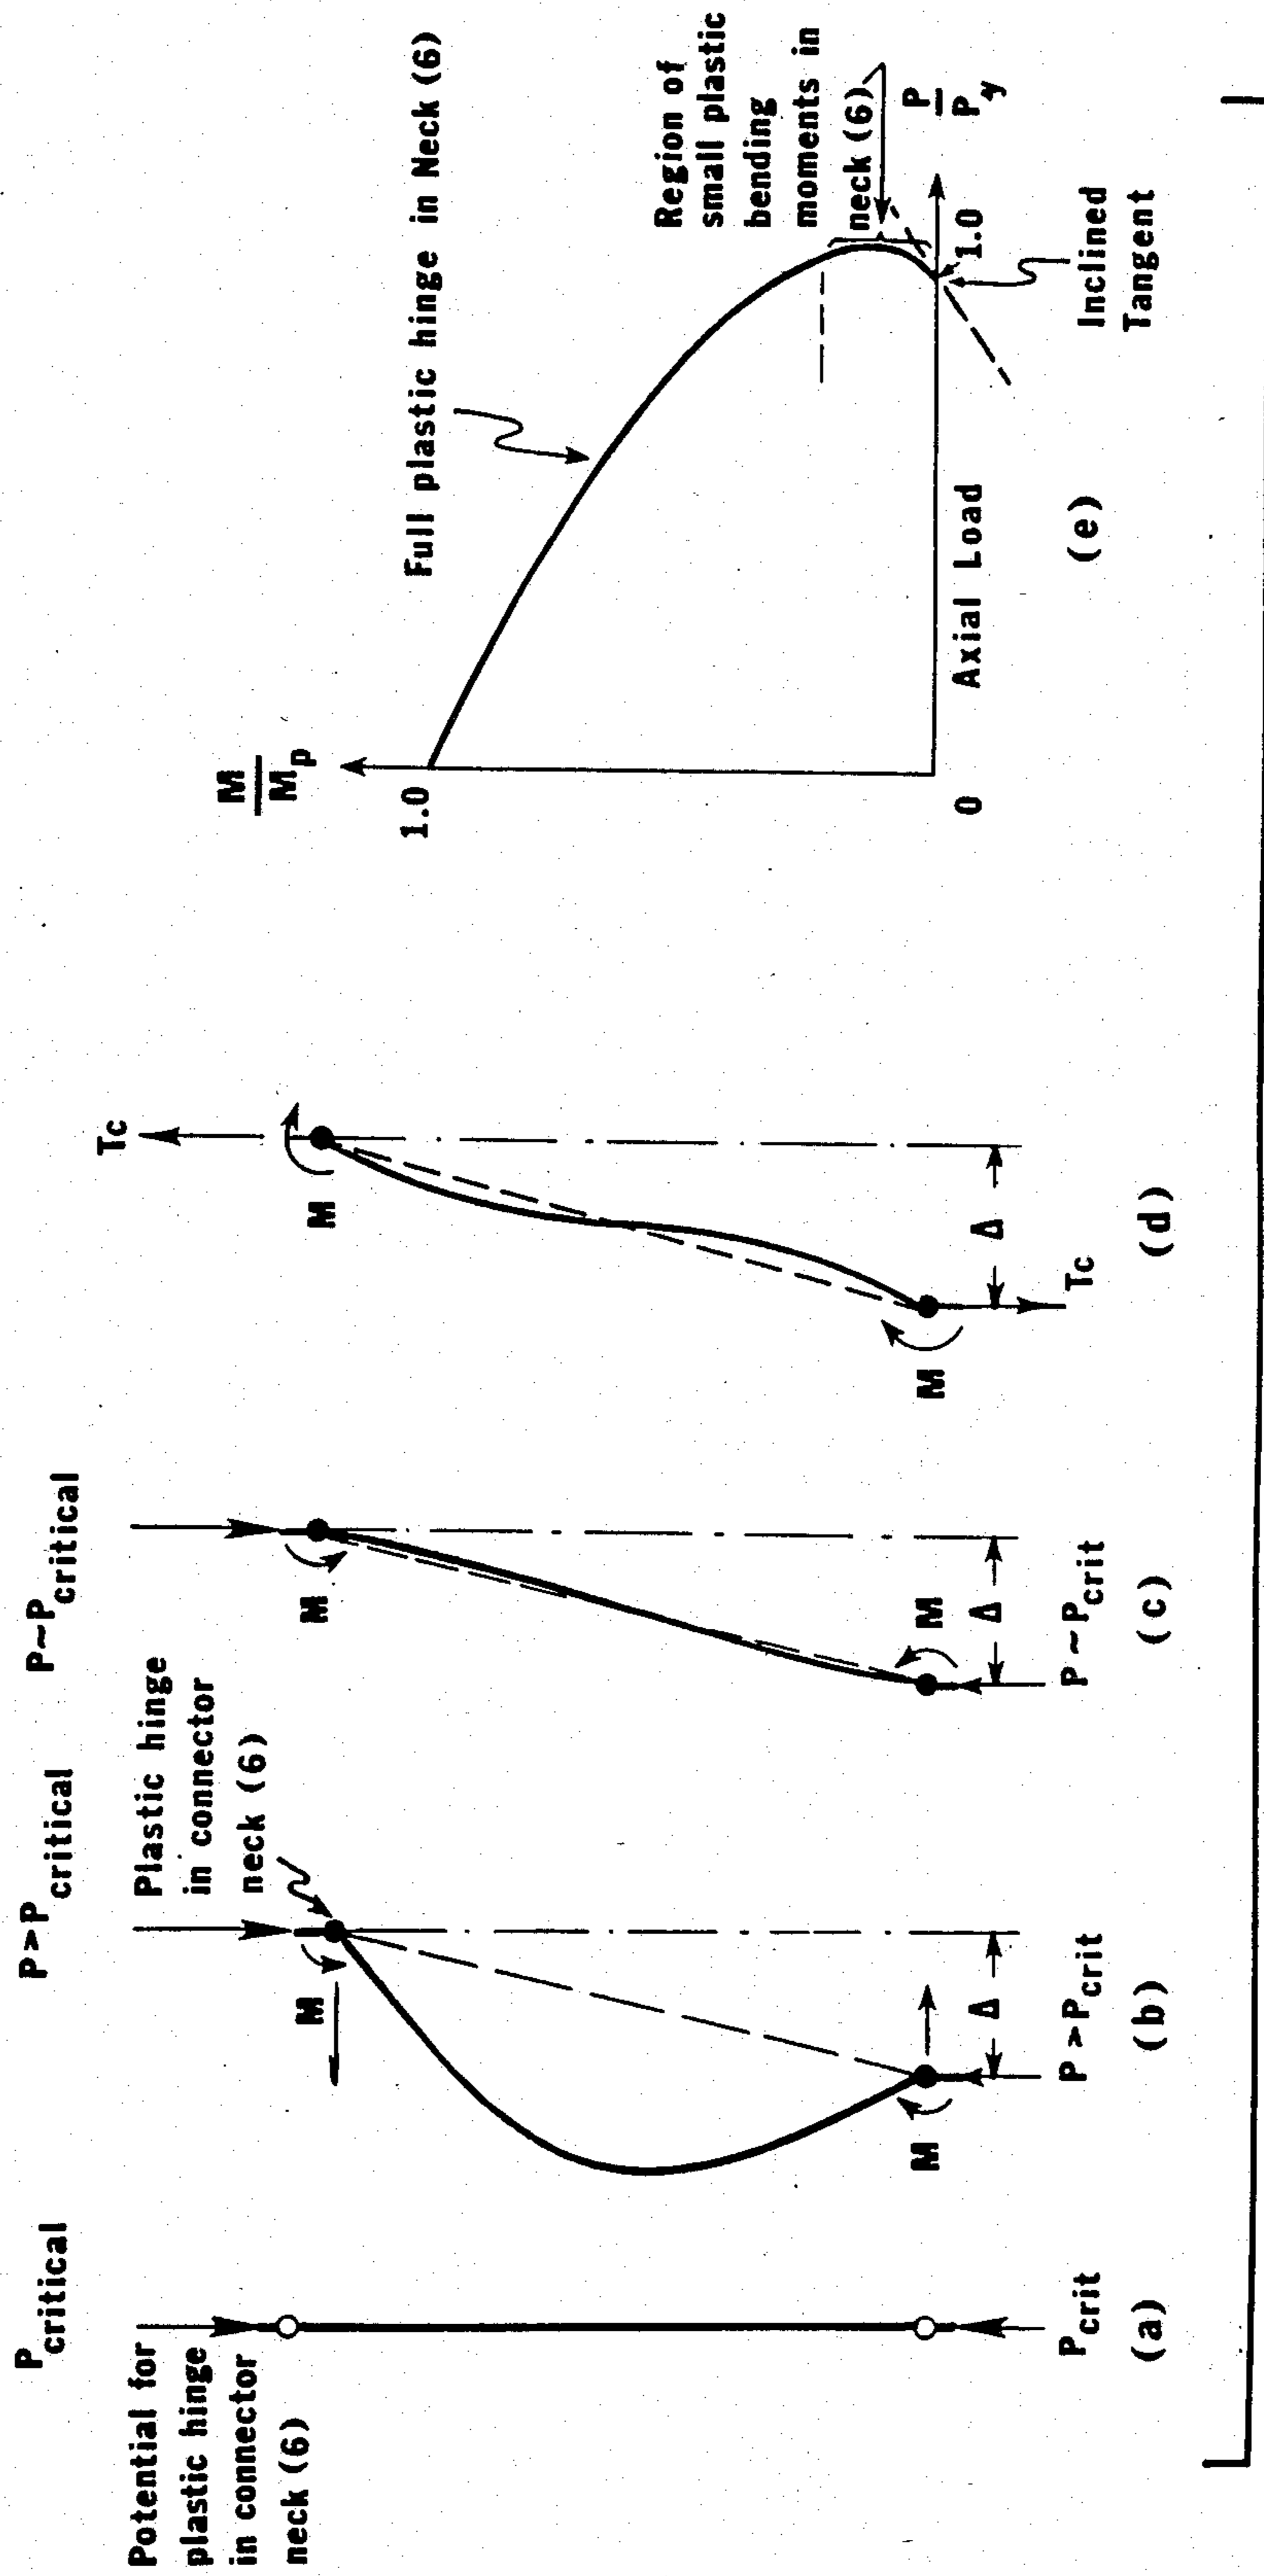 P critical
Potential for
plastic hinge
in connector
neck (6)
P crit
(a)
P>P critical
Plastic hinge
in connector
neck (6)
M
M
Δ
P >P crit
(b)
P~P critical
M
M
Δ
P ~P crit
(c)
Tc
M
M
Δ
Tc
(d)
M
M p
1.0
Full plastic hinge in Neck (6)
Region of
small plastic
bending
moments in
neck (6)
P
P y
1.0
0
Axial Load
Inclined
Tangent
(e)